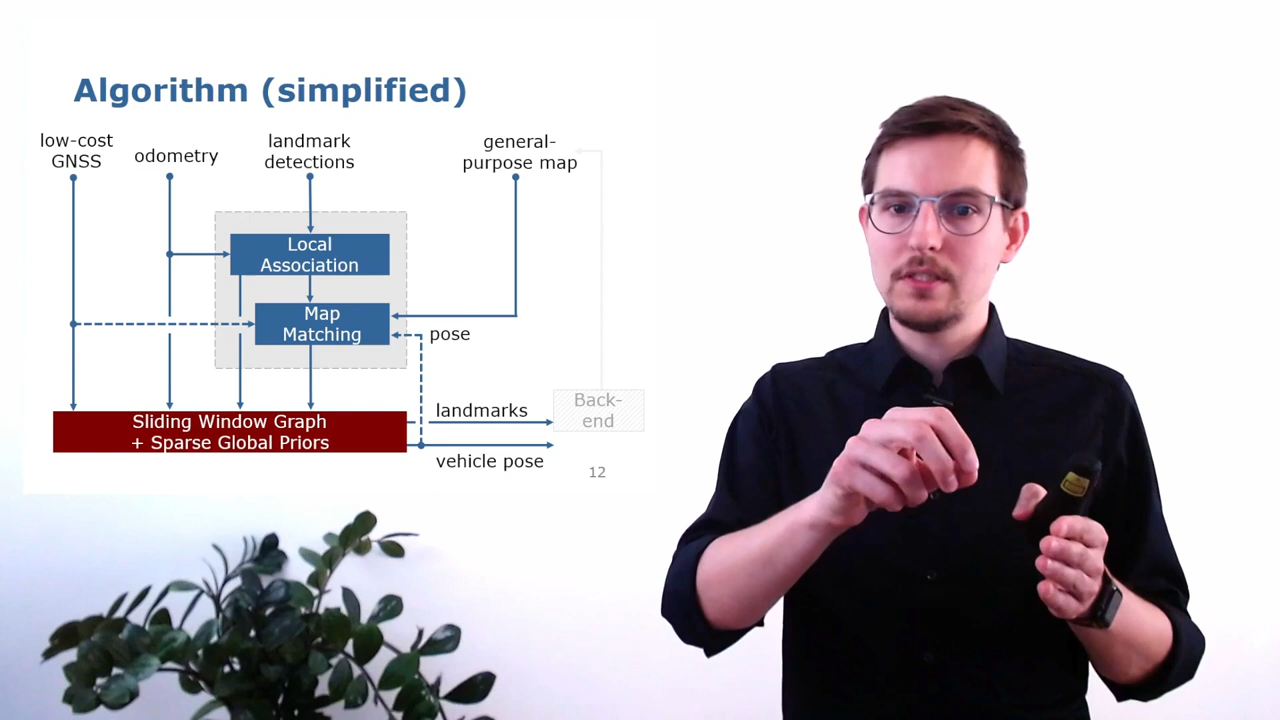 Algorithm (simplified)
low-cost
GNSS
odometry
landmark
detections
general-
purpose map
Local
Association
Map
Matching
pose
Sliding Window Graph
+ Sparse Global Priors
landmarks
vehicle pose
Back-
end
12